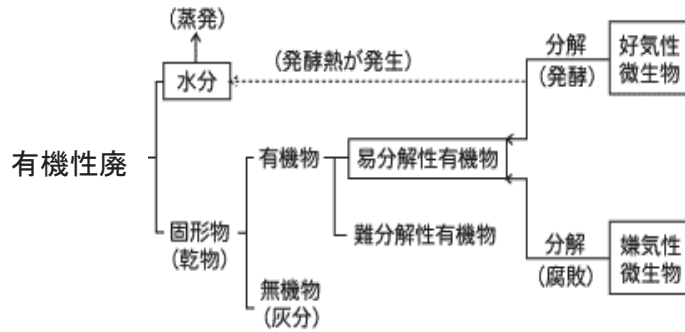 (蒸発)
水分
(発酵熱が発生)
分解
(発酵)
好気性
微生物
有機性廃
有機物
易分解性有機物
固形物
(乾物)
難分解性有機物
分解
(腐敗)
嫌気性
微生物
無機物
(灰分)